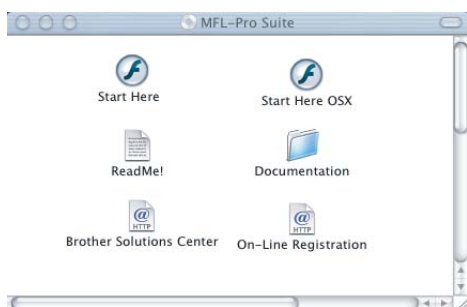 MFL-Pro Suite
Start Here
Start Here OSX
ReadMe!
Documentation
HTTP
HTTP
Brother Solutions Center
On-Line Registration